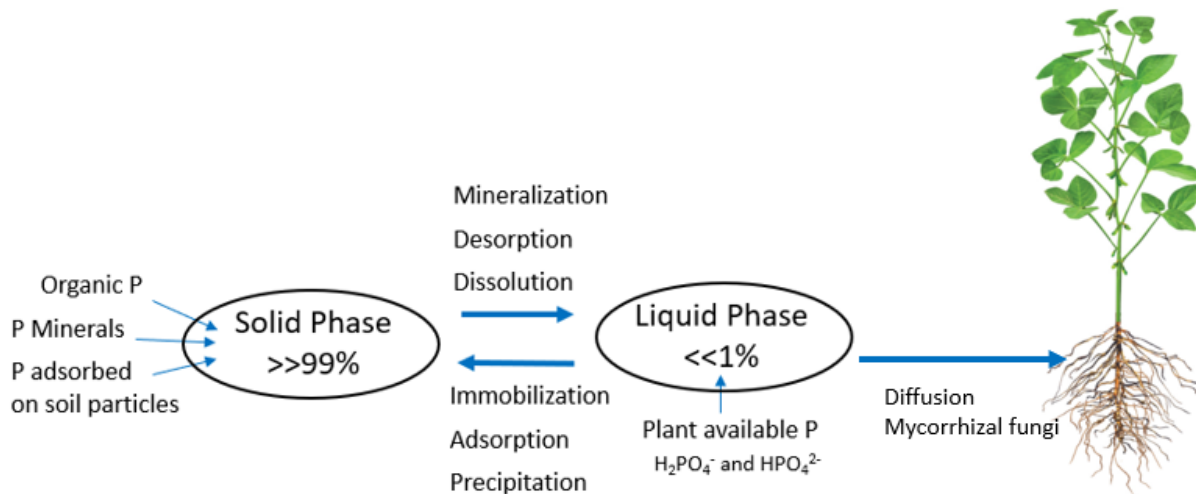 Mineralization
Desorption
Dissolution
Organic P
P Minerals
P adsorbed
on soil particles
Solid Phase
>>99%
Liquid Phase
<<1%
Immobilization
Adsorption
Precipitation
Plant available P
H₂PO₄⁻ and HPO₄²⁻
Diffusion
Mycorrhizal fungi